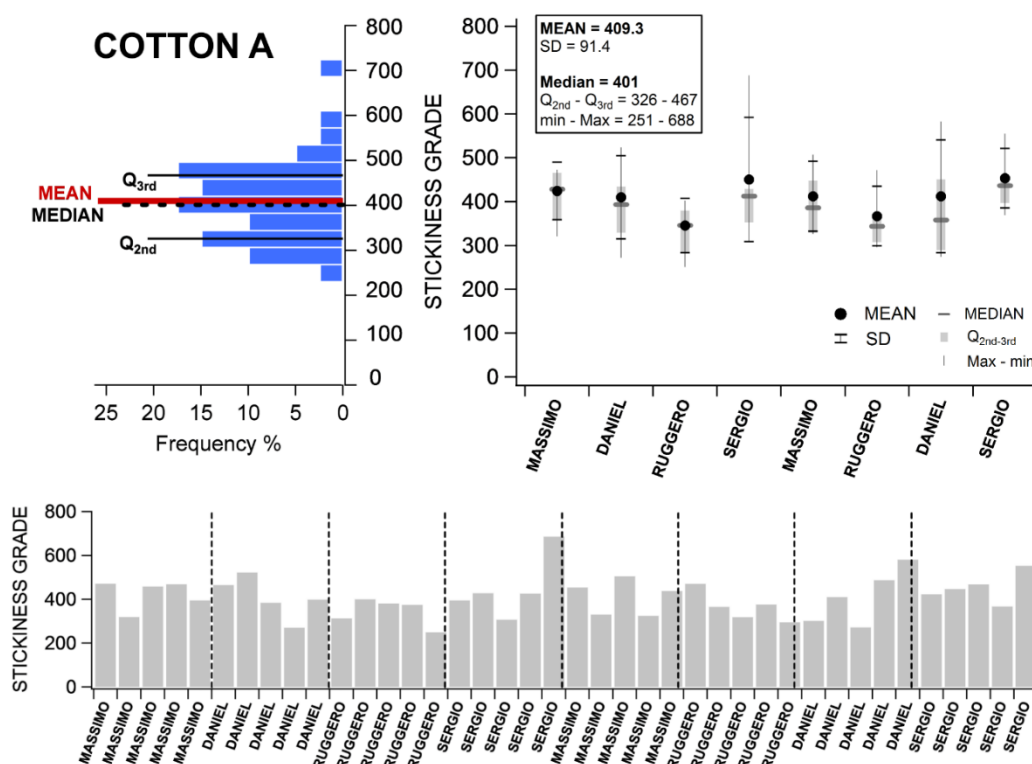 COTTON A
800
700
600
500
400
300
200
100
0
Q3rd
MEAN
MEDIAN
Q2nd
25 20 15 10 5 0
Frequency %
STICKINESS GRADE
800
700
600
500
400
300
200
100
0
MEAN = 409.3
SD = 91.4
Median = 401
Q2nd - Q3rd = 326 - 467
min - Max = 251 - 688
MEAN
SD
MEDIAN
Q2nd-3rd
Max - min
MASSIMO
DANIEL
RUGGERO
SERGIO
MASSIMO
RUGGERO
DANIEL
SERGIO
STICKINESS GRADE
800
600
400
200
0
MASSIMO
MASSIMO
MASSIMO
MASSIMO
MASSIMO
DANIEL
DANIEL
DANIEL
DANIEL
DANIEL
RUGGERO
RUGGERO
RUGGERO
RUGGERO
RUGGERO
SERGIO
SERGIO
SERGIO
SERGIO
SERGIO
MASSIMO
MASSIMO
MASSIMO
MASSIMO
MASSIMO
RUGGERO
RUGGERO
RUGGERO
RUGGERO
RUGGERO
DANIEL
DANIEL
DANIEL
DANIEL
DANIEL
SERGIO
SERGIO
SERGIO
SERGIO
SERGIO